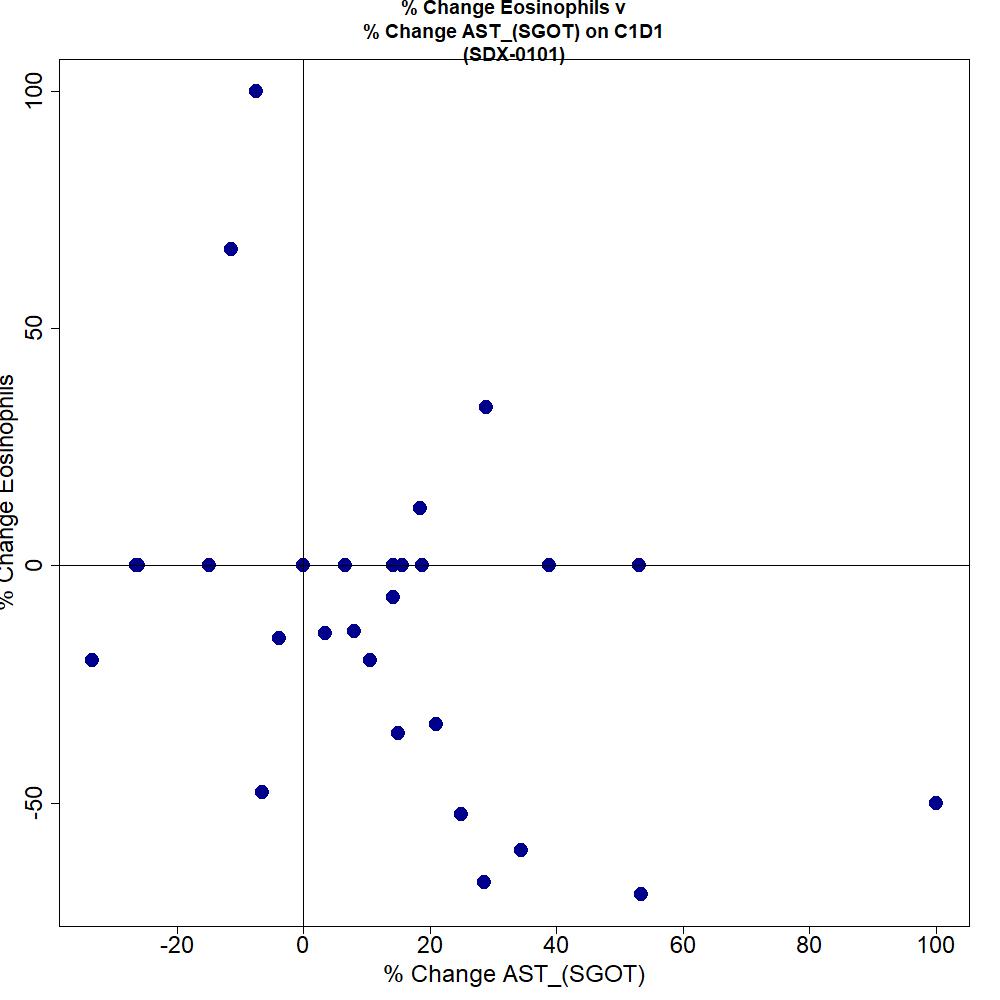 % Change Eosinophils v
% Change AST_(SGOT) on C1D1
(SDX-0101)
% Change Eosinophils
100
50
0
-50
-20
0
20
40
60
80
100
% Change AST_(SGOT)